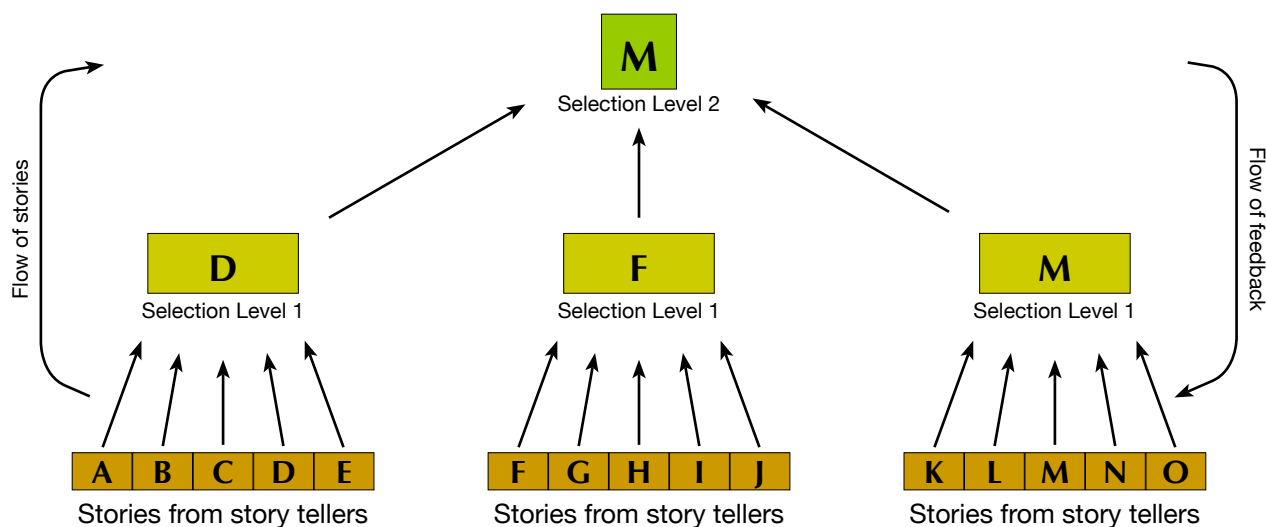 M
Selection Level 2
Flow of stories
Flow of feedback
D
F
M
Selection Level 1
Selection Level 1
Selection Level 1
A B C D E
F G H I J
K L M N O
Stories from story tellers
Stories from story tellers
Stories from story tellers